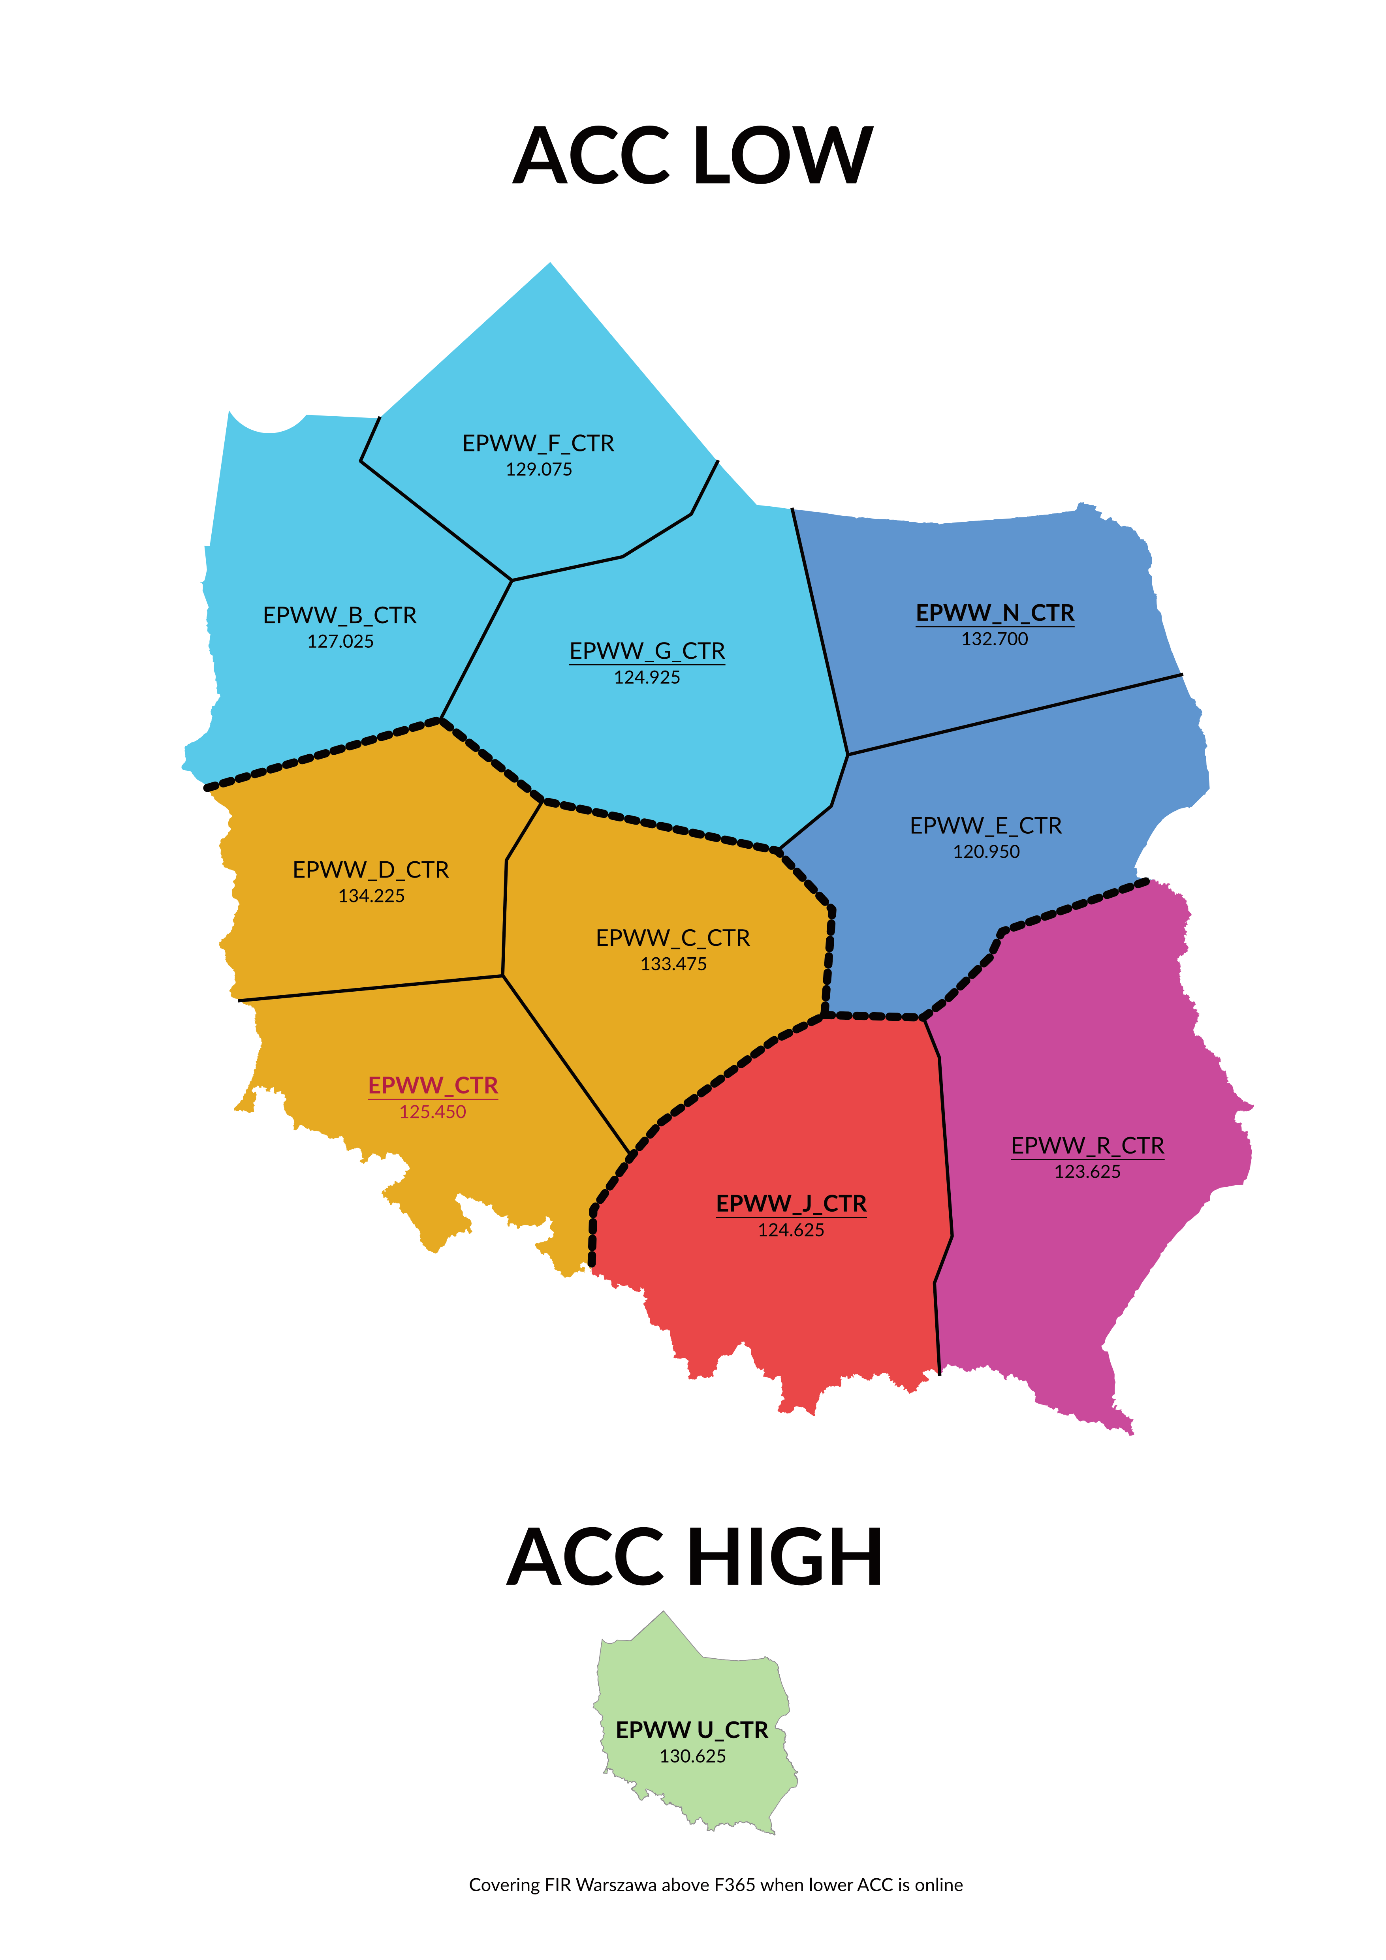 ACC LOW
EPWW_F_CTR
129.075
EPWW_B_CTR
127.025
EPWW_G_CTR
124.925
EPWW_N_CTR
132.700
EPWW_E_CTR
120.950
EPWW_D_CTR
134.225
EPWW_C_CTR
133.475
EPWW_CTR
125.450
EPWW_J_CTR
124.625
EPWW_R_CTR
123.625
ACC HIGH
EPWW U_CTR
130.625
Covering FIR Warszawa above F365 when lower ACC is online